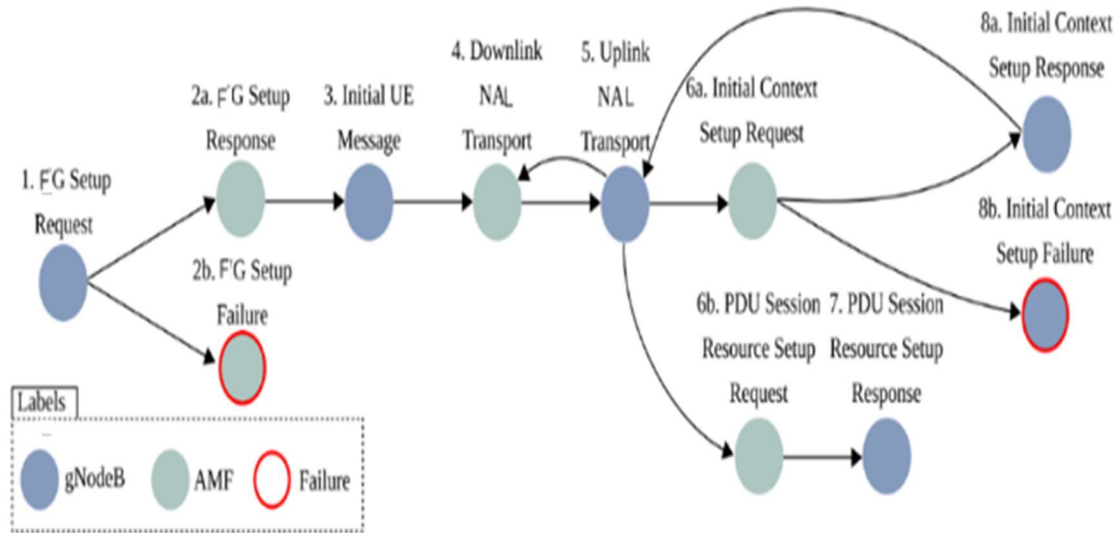 1. FG Setup
Request
2a. F'G Setup
Response
2b. F'G Setup
Failure
3. Initial UE
Message
4. Downlink
NAL
Transport
5. Uplink
NAL
Transport
6a. Initial Context
Setup Request
6b. PDU Session
Resource Setup
Request
7. PDU Session
Resource Setup
Response
8a. Initial Context
Setup Response
8b. Initial Context
Setup Failure
Labels
gNodeB
AMF
Failure